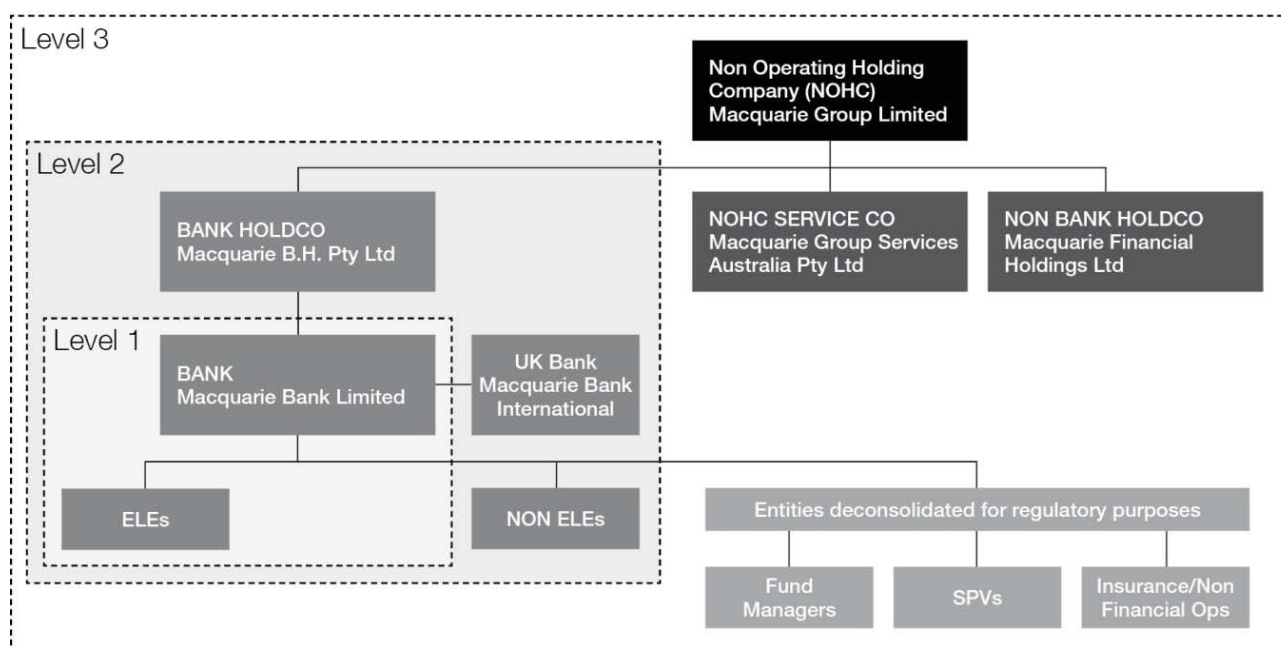 Level 3
Non Operating Holding
Company (NOHC)
Macquarie Group Limited
Level 2
BANK HOLDCO
Macquarie B.H. Pty Ltd
NOHC SERVICE CO
Macquarie Group Services
Australia Pty Ltd
NON BANK HOLDCO
Macquarie Financial
Holdings Ltd
Level 1
BANK
Macquarie Bank Limited
UK Bank
Macquarie Bank
International
ELEs
NON ELEs
Entities deconsolidated for regulatory purposes
Fund
Managers
SPVs
Insurance/Non
Financial Ops